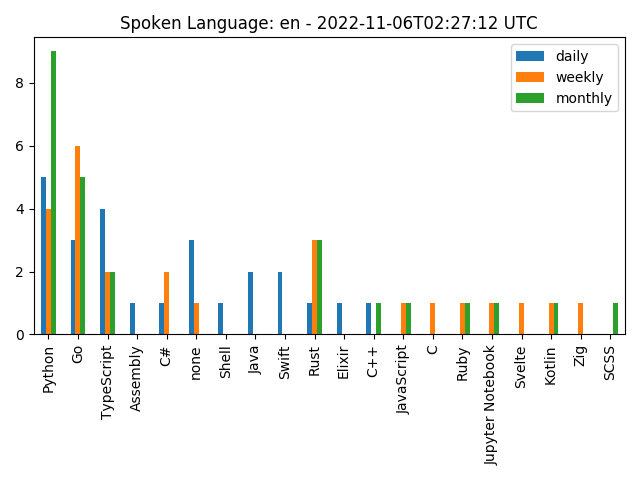 Spoken Language: en - 2022-11-06T02:27:12 UTC
daily
weekly
monthly
8
6
4
2
0
Python
Go
TypeScript
Assembly
C#
none
Shell
Java
Swift
Rust
Elixir
C++
JavaScript
C
Ruby
Jupyter Notebook
Svelte
Kotlin
Zig
SCSS